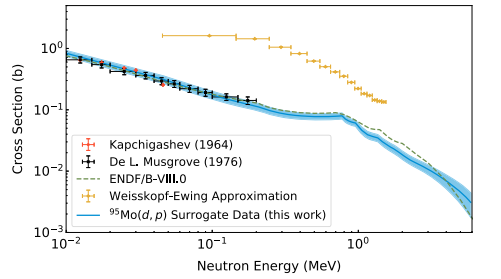 Cross Section (b)
10⁰
10⁻¹
10⁻²
10⁻³
Kapchigashev (1964)
De L. Musgrove (1976)
ENDF/B-VIII.0
Weisskopf-Ewing Approximation
⁹⁵Mo(d, p) Surrogate Data (this work)
10⁻² 10⁻¹ 10⁰
Neutron Energy (MeV)